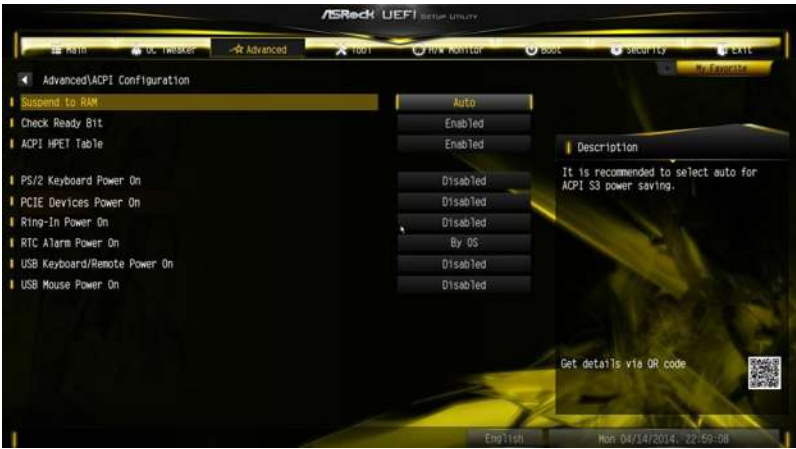 ASRock UEFI SETUP UTILITY
Main OC Tweaker Advanced Tool H/W Monitor Boot Security Exit
My Favorite
Advanced\ACPI Configuration
Suspend to RAM Auto
Check Ready Bit Enabled
ACPI HPET Table Enabled
PS/2 Keyboard Power On Disabled
PCIE Devices Power On Disabled
Ring-In Power On Disabled
RTC Alarm Power On By OS
USB Keyboard/Remote Power On Disabled
USB Mouse Power On Disabled
Description
It is recommended to select auto for
ACPI S3 power saving.
Get details via QR code
English Mon 04/14/2014. 22:59:08